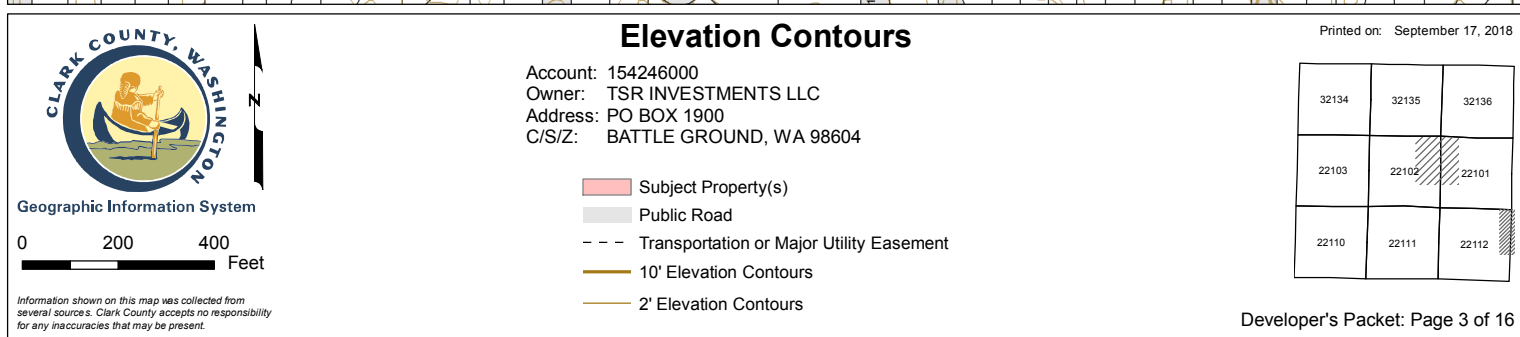 CLARK COUNTY, WASHINGTON
Geographic Information System
N
0 200 400
Feet
Information shown on this map was collected from
several sources. Clark County accepts no responsibility
for any inaccuracies that may be present.
Elevation Contours
Account: 154246000
Owner: TSR INVESTMENTS LLC
Address: PO BOX 1900
C/S/Z: BATTLE GROUND, WA 98604
Subject Property(s)
Public Road
Transportation or Major Utility Easement
10' Elevation Contours
2' Elevation Contours
Printed on: September 17, 2018
32134 32135 32136
22103 22102 22101
22110 22111 22112
Developer's Packet: Page 3 of 16